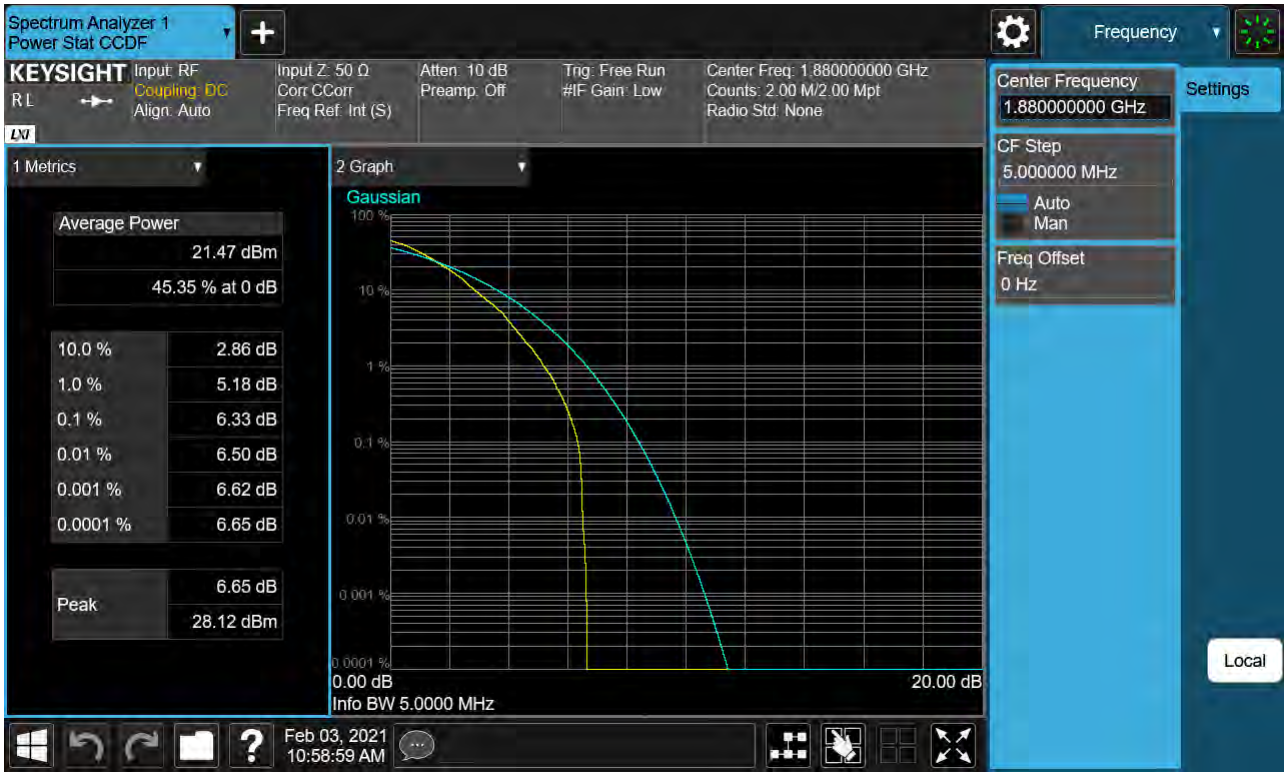 Spectrum Analyzer 1
Power Stat CCDF
+
Frequency
KEYSIGHT
R L
LXI
Input: RF
Coupling: DC
Align: Auto
Input Z: 50 Ω
Corr CCorr
Freq Ref: Int (S)
Atten: 10 dB
Preamp: Off
Trig: Free Run
#IF Gain: Low
Center Freq: 1.880000000 GHz
Counts: 2.00 M/2.00 Mpt
Radio Std: None
Center Frequency
1.880000000 GHz
Settings
CF Step
5.000000 MHz
Auto
Man
Freq Offset
0 Hz
1 Metrics
Average Power
21.47 dBm
45.35 % at 0 dB
10.0 % 2.86 dB
1.0 % 5.18 dB
0.1 % 6.33 dB
0.01 % 6.50 dB
0.001 % 6.62 dB
0.0001 % 6.65 dB
Peak
6.65 dB
28.12 dBm
2 Graph
Gaussian
100 %
10 %
1 %
0.1 %
0.01 %
0.001 %
0.0001 %
0.00 dB 20.00 dB
Info BW 5.0000 MHz
Local
?
Feb 03, 2021
10:58:59 AM